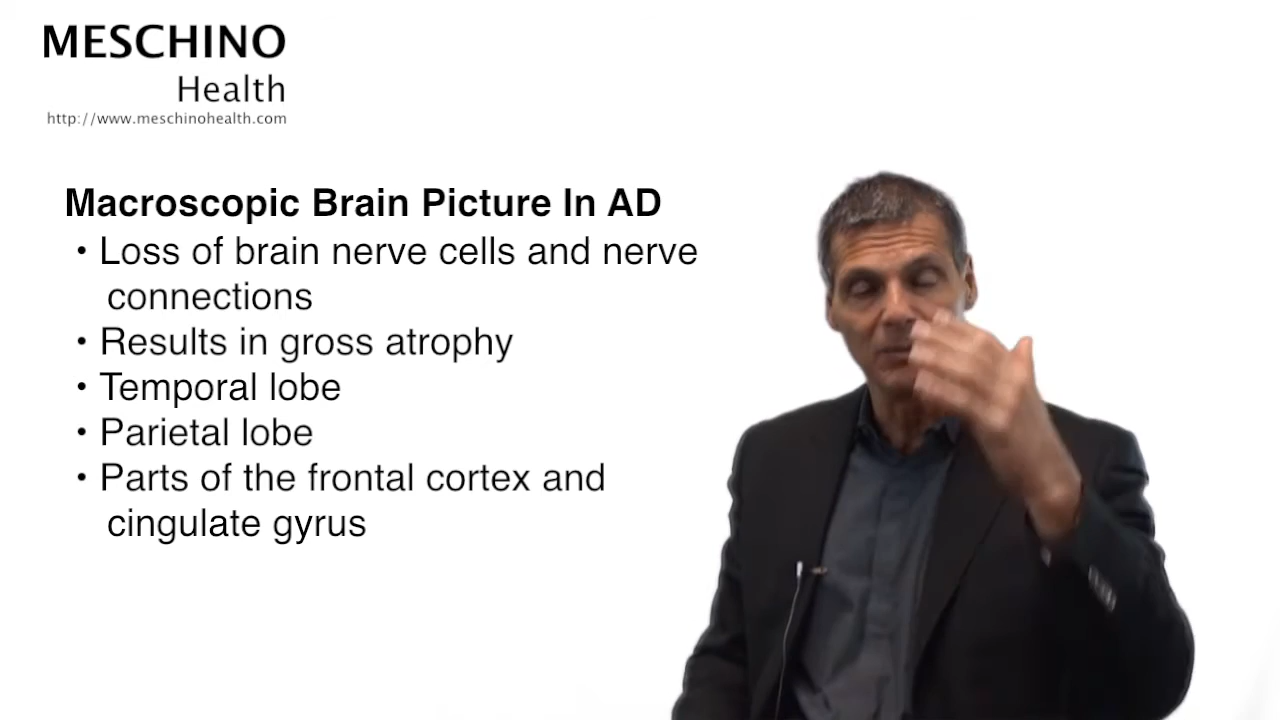 MESCHINO
Health
http://www.meschinohealth.com
Macroscopic Brain Picture In AD
• Loss of brain nerve cells and nerve
connections
• Results in gross atrophy
• Temporal lobe
• Parietal lobe
• Parts of the frontal cortex and
cingulate gyrus